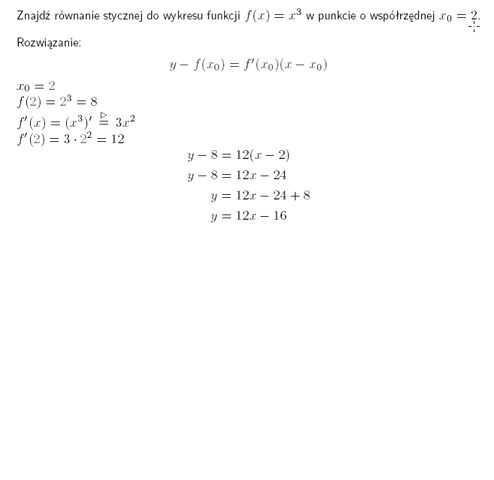 Znajdź równanie stycznej do wykresu funkcji f(x) = x³ w punkcie o współrzędnej x₀ = 2.
Rozwiązanie:
y − f(x₀) = f′(x₀)(x − x₀)
x₀ = 2
f(2) = 2³ = 8
f′(x) = (x³)′ ⊳= 3x²
f′(2) = 3 · 2² = 12
y − 8 = 12(x − 2)
y − 8 = 12x − 24
y = 12x − 24 + 8
y = 12x − 16